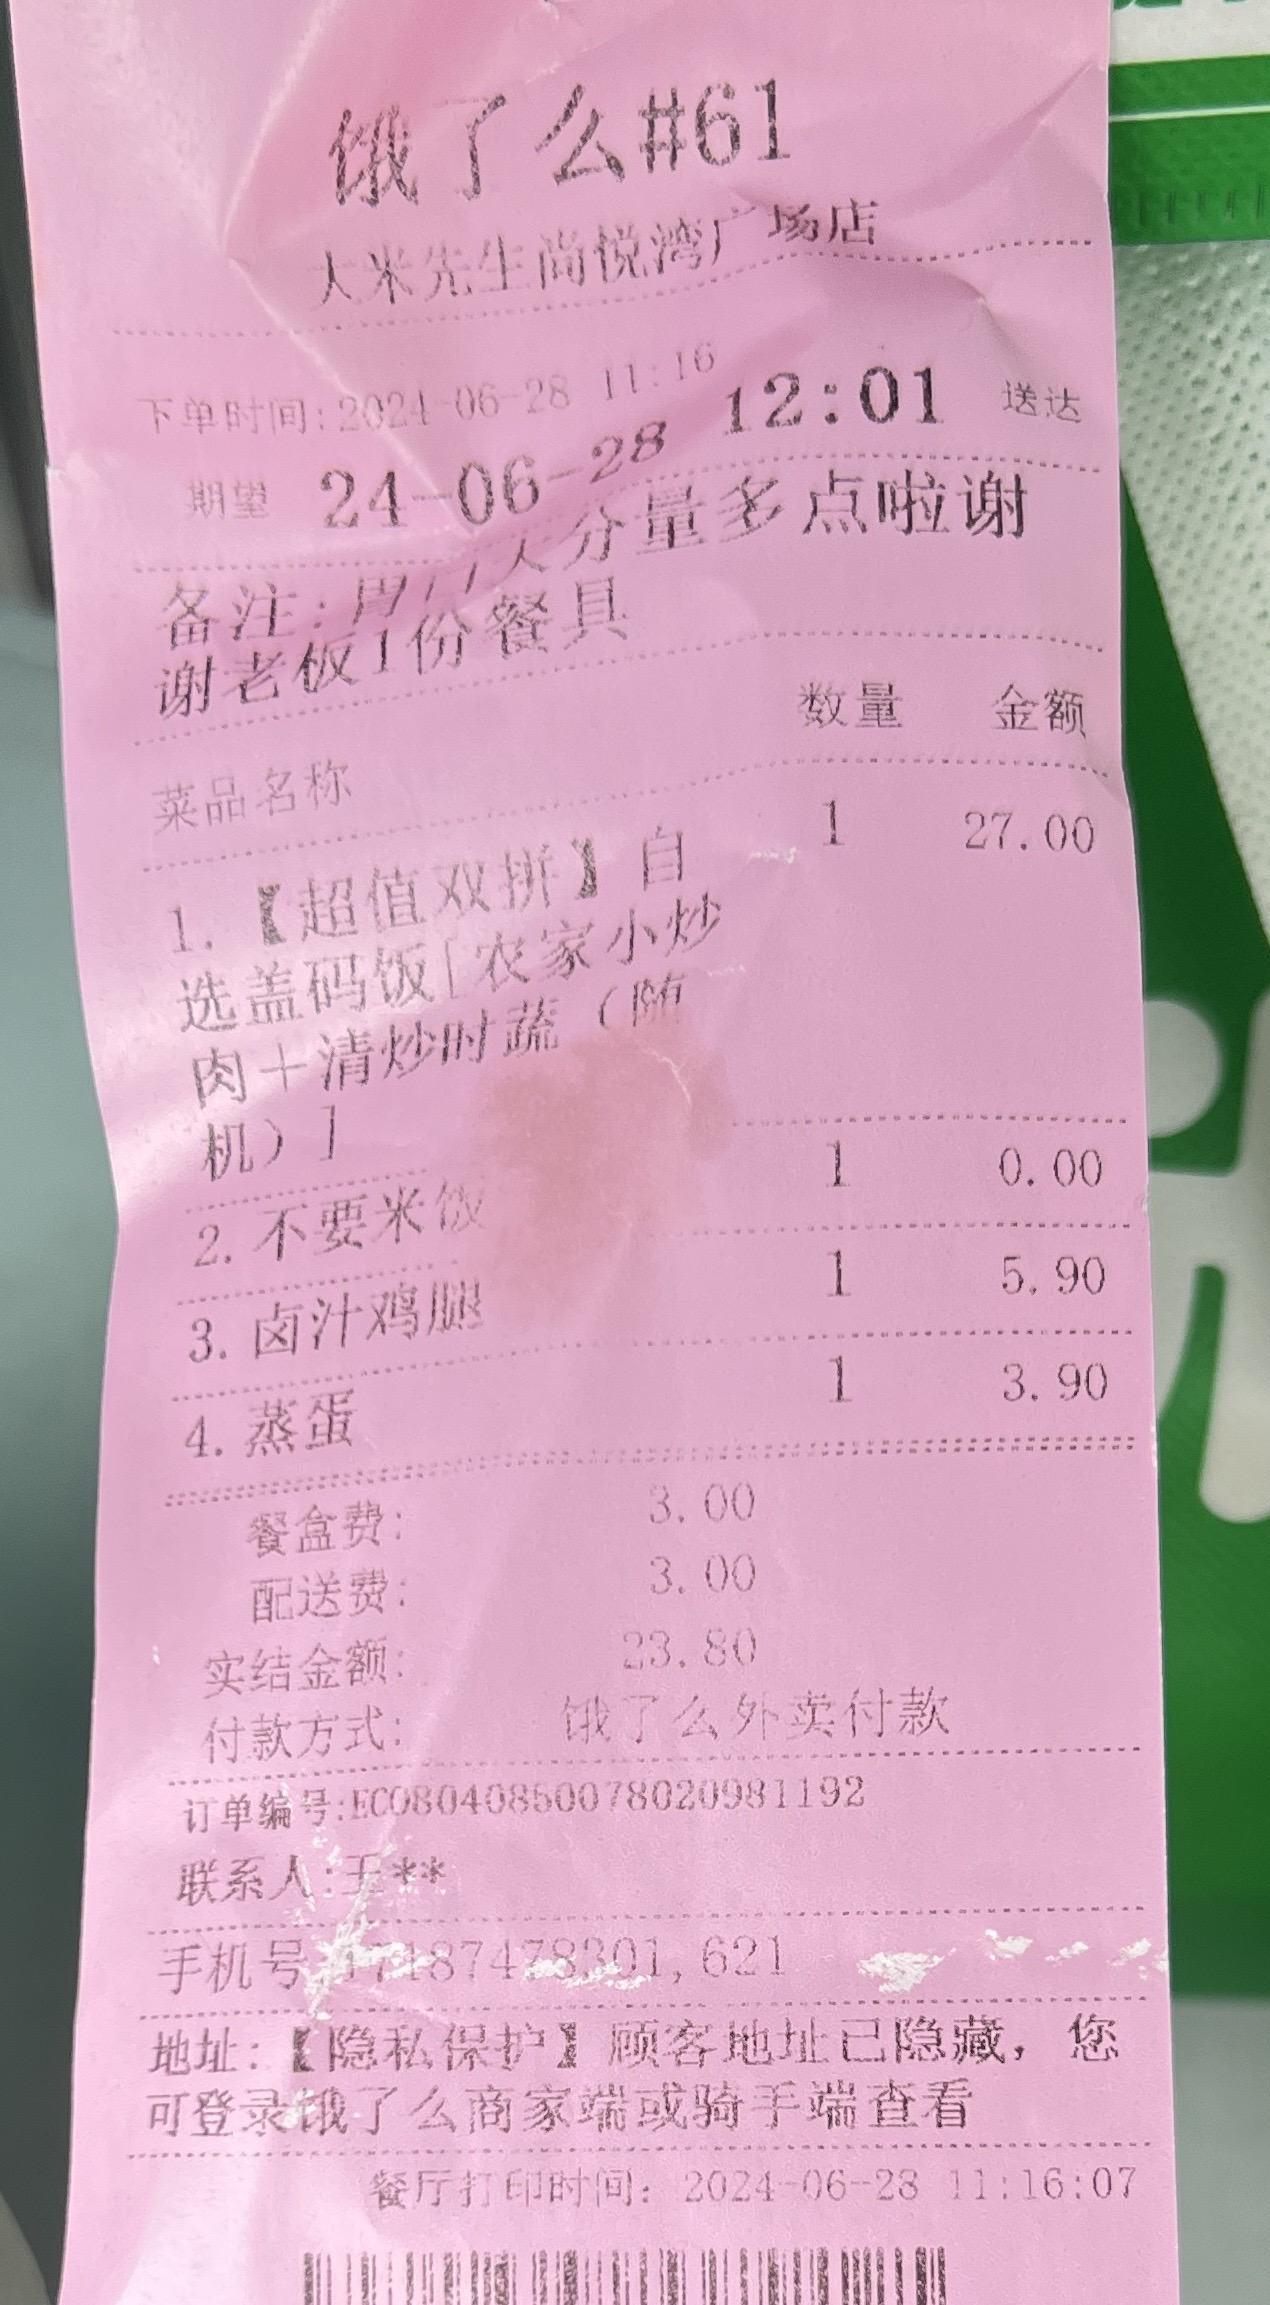 饿了么#61
大米先生尚悦湾广场店
下单时间:2024-06-28 11:16
期望 24-06-28 12:01 送达
备注:胃口大分量多点啦谢
谢老板1份餐具
菜品名称 数量 金额
1.【超值双拼】自 1 27.00
选盖码饭[农家小炒
肉+清炒时蔬(随
机)]
2.不要米饭 1 0.00
3.卤汁鸡腿 1 5.90
4.蒸蛋 1 3.90
餐盒费: 3.00
配送费: 3.00
实结金额: 23.80
付款方式: 饿了么外卖付款
订单编号:EC08040850078020981192
联系人:王**
手机号 17187478301,621
地址:【隐私保护】顾客地址已隐藏，您
可登录饿了么商家端或骑手端查看
餐厅打印时间: 2024-06-28 11:16:07